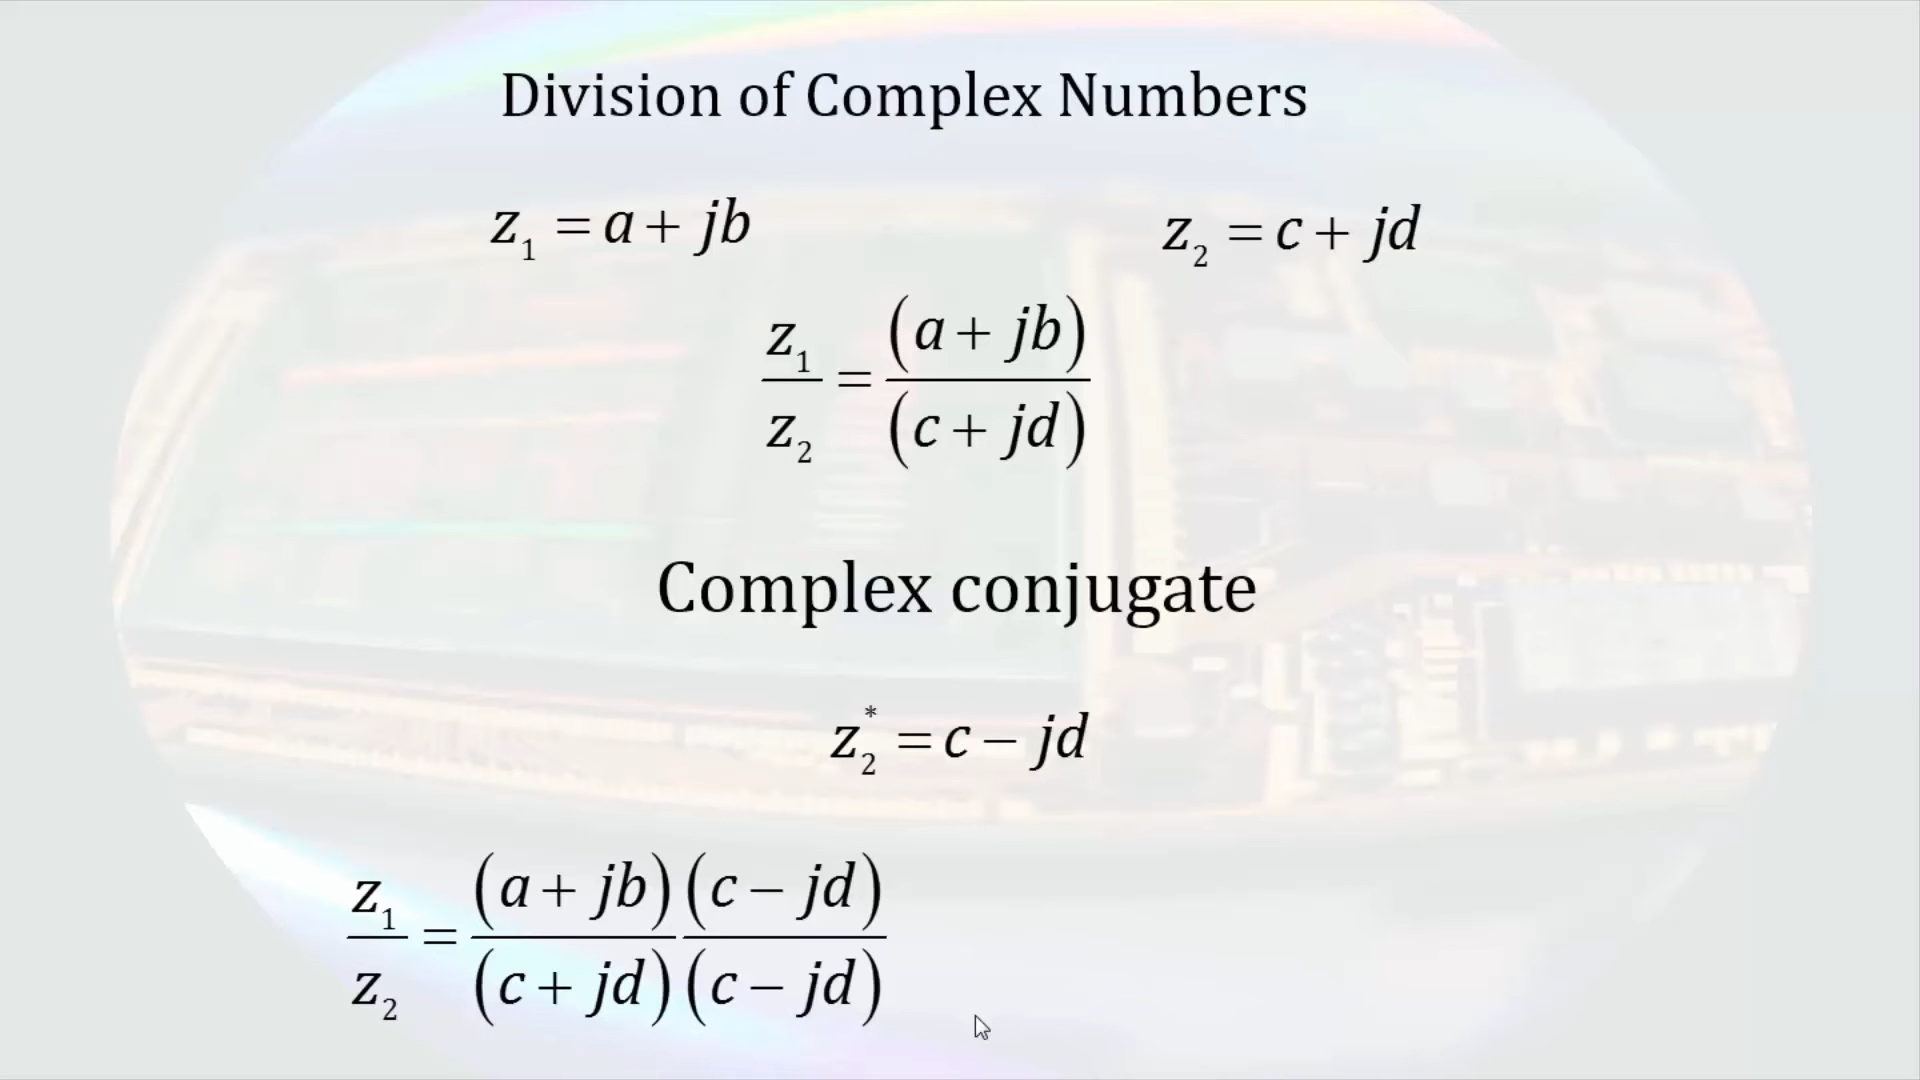 Division of Complex Numbers
z₁ = a + jb
z₂ = c + jd
z₁/z₂ = (a + jb)/(c + jd)
Complex conjugate
z₂* = c − jd
z₁/z₂ = (a + jb)/(c + jd) (c − jd)/(c − jd)